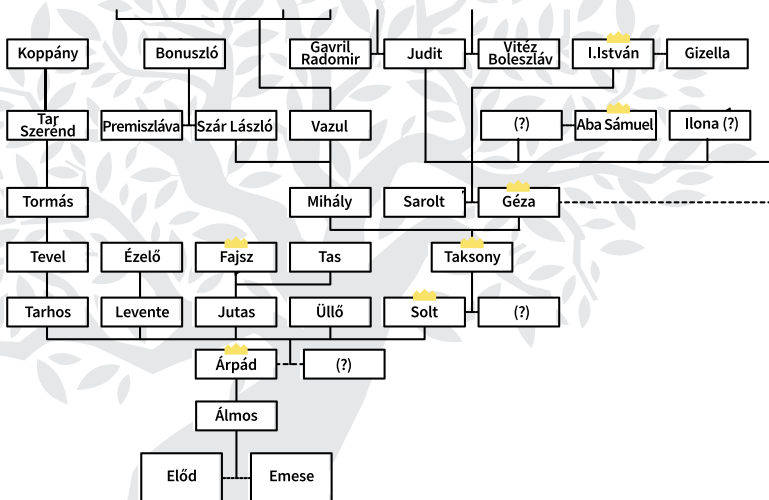 Koppány
Bonuszló
Gavril
Radomir
Judit
Vitéz
Boleszláv
I.István
Gizella
Tar
Szerénd
Premiszláva
Szár László
Vazul
(?)
Aba Sámuel
Ilona (?)
Tormás
Mihály
Sarolt
Géza
Tevel
Ézelő
Fajsz
Tas
Taksony
Tarhos
Levente
Jutas
Üllő
Solt
(?)
Árpád
(?)
Álmos
Előd
Emese